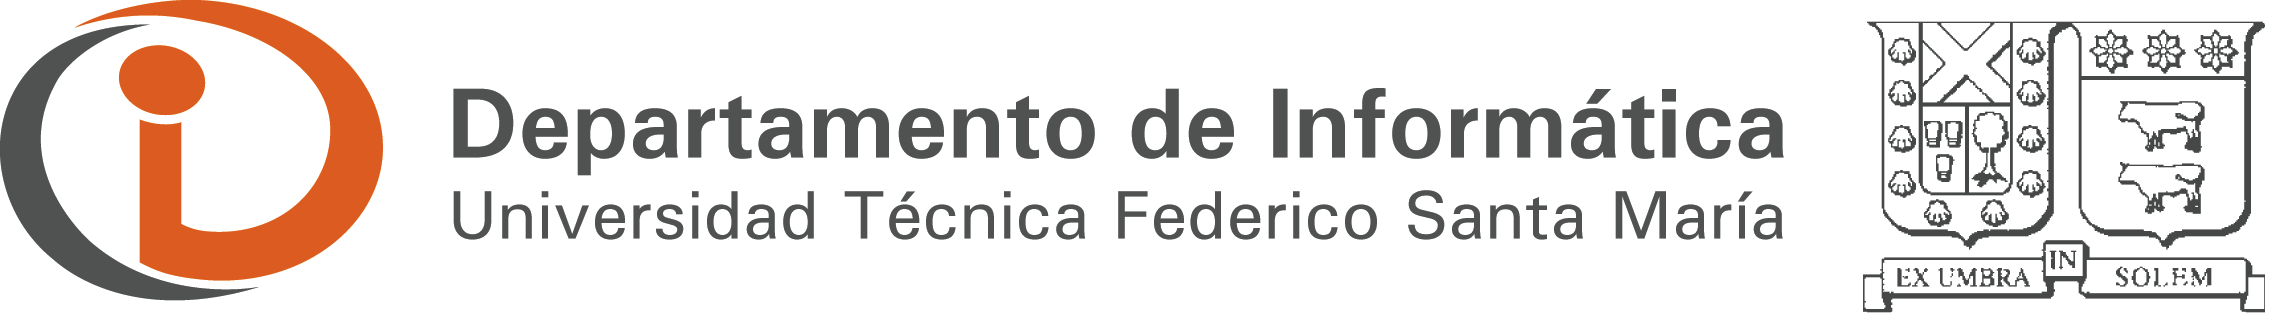 Departamento de Informática
Universidad Técnica Federico Santa María
EX UMBRA IN SOLEM